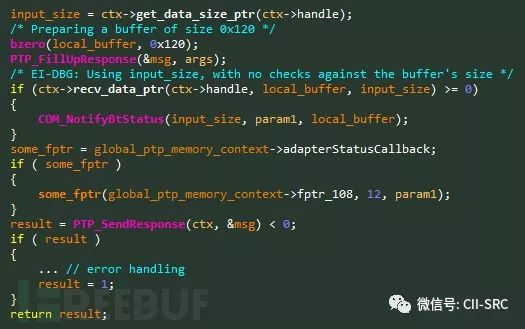 input_size = ctx->get_data_size_ptr(ctx->handle);
/* Preparing a buffer of size 0x120 */
bzero(local_buffer, 0x120);
PTP_FillUpResponse(&msg, args);
/* EI-DBG: Using input_size, with no checks against the buffer's size */
if (ctx->recv_data_ptr(ctx->handle, local_buffer, input_size) >= 0)
{
COM_NotifyBtStatus(input_size, param1, local_buffer);
}
some_fptr = global_ptp_memory_context->adapterStatusCallback;
if ( some_fptr )
{
some_fptr(global_ptp_memory_context->fptr_108, 12, param1);
}
result = PTP_SendResponse(ctx, &msg) < 0;
if ( result )
{
... // error handling
result = 1;
}
return result;
REEBUF
微信号: CII-SRC